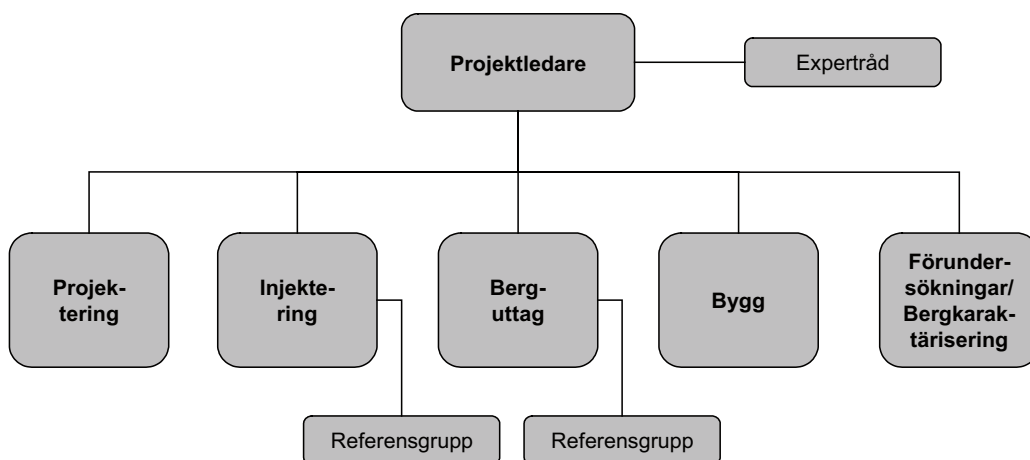 Projektledare
Expertråd
Projek-
tering
Injekte-
ring
Berg-
uttag
Bygg
Förunder-
sökningar/
Bergkarak-
tärisering
Referensgrupp
Referensgrupp